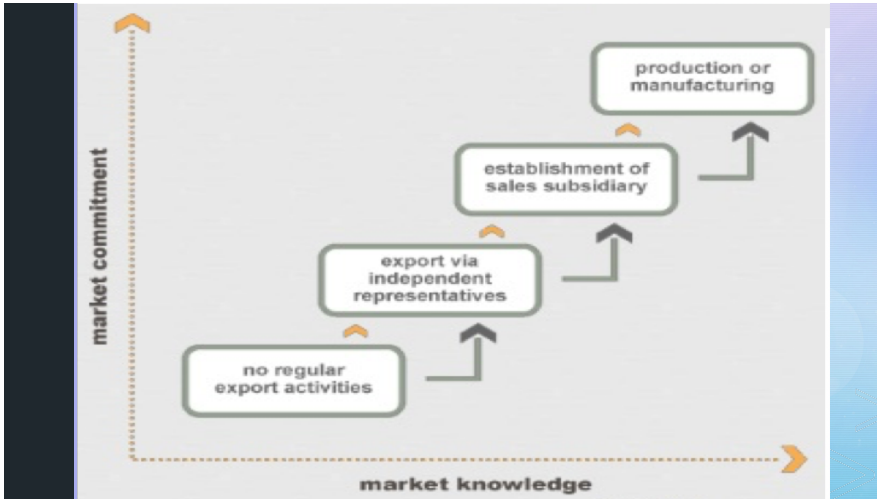 production or
manufacturing
establishment of
sales subsidiary
export via
independent
representatives
no regular
export activities
market commitment
market knowledge